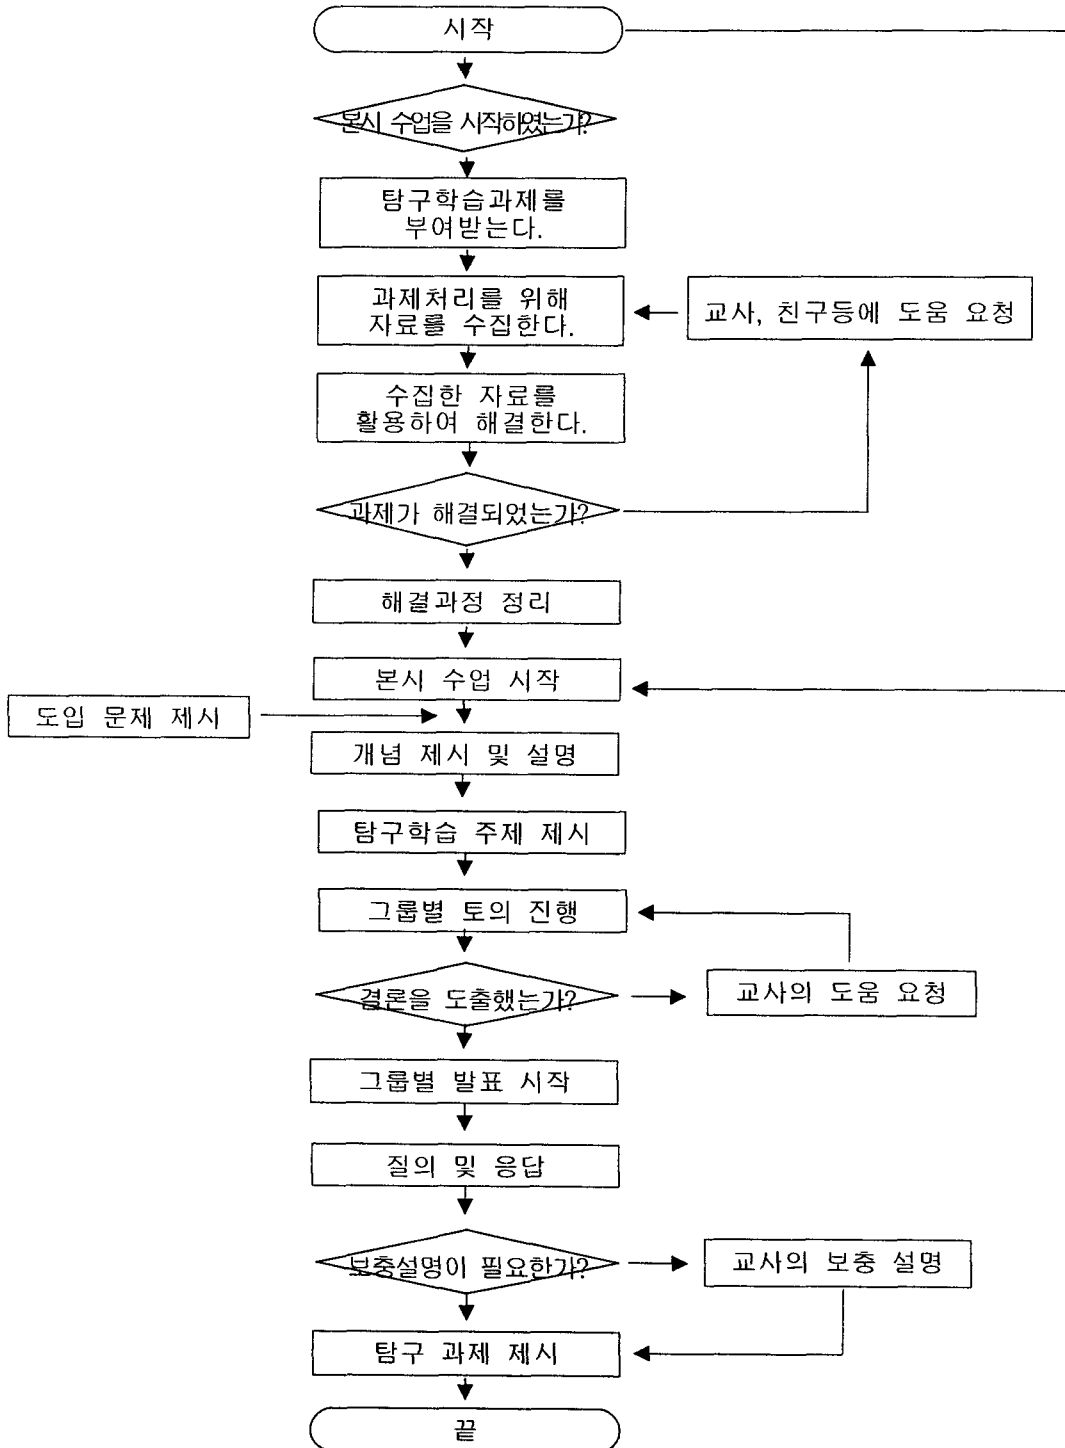 시작
본시 수업을 시작하였는가?
탐구학습과제를
부여받는다.
과제처리를 위해
자료를 수집한다.
교사, 친구등에 도움 요청
수집한 자료를
활용하여 해결한다.
과제가 해결되었는가?
해결과정 정리
본시 수업 시작
도입 문제 제시
개념 제시 및 설명
탐구학습 주제 제시
그룹별 토의 진행
결론을 도출했는가?
교사의 도움 요청
그룹별 발표 시작
질의 및 응답
보충설명이 필요한가?
교사의 보충 설명
탐구 과제 제시
끝